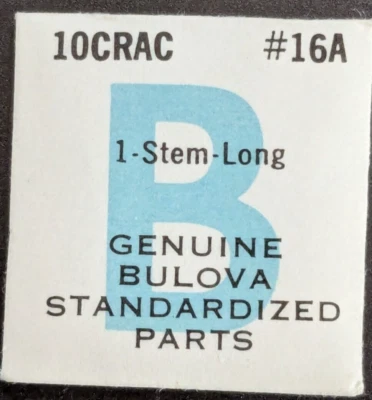 10CRAC #16A
1-Stem-Long
B
GENUINE
BULOVA
STANDARDIZED
PARTS